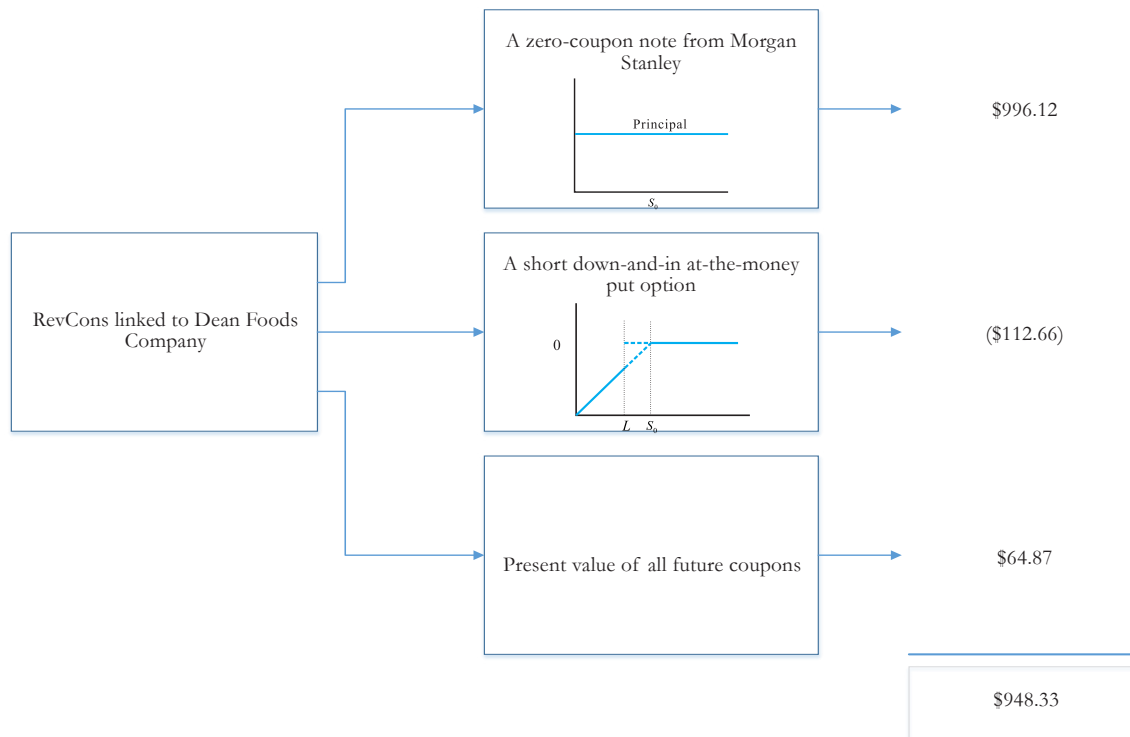 A zero-coupon note from Morgan
Stanley
Principal
S₀
$996.12
RevCons linked to Dean Foods
Company
A short down-and-in at-the-money
put option
0
L S₀
($112.66)
Present value of all future coupons
$64.87
$948.33